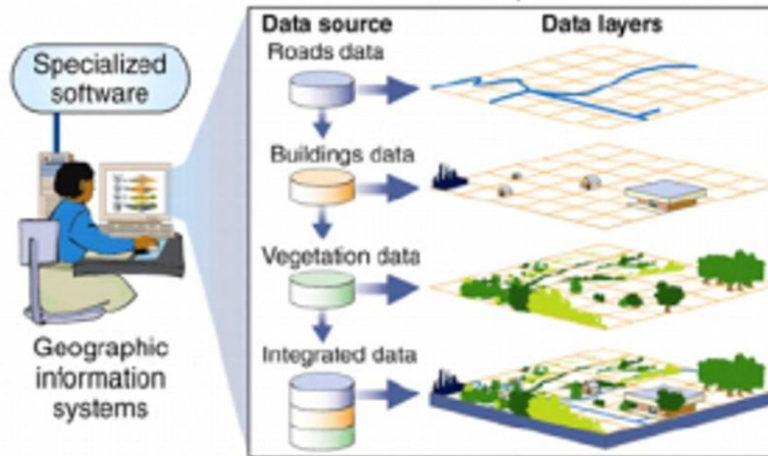 Specialized
software
Geographic
information
systems
Data source
Data layers
Roads data
Buildings data
Vegetation data
Integrated data